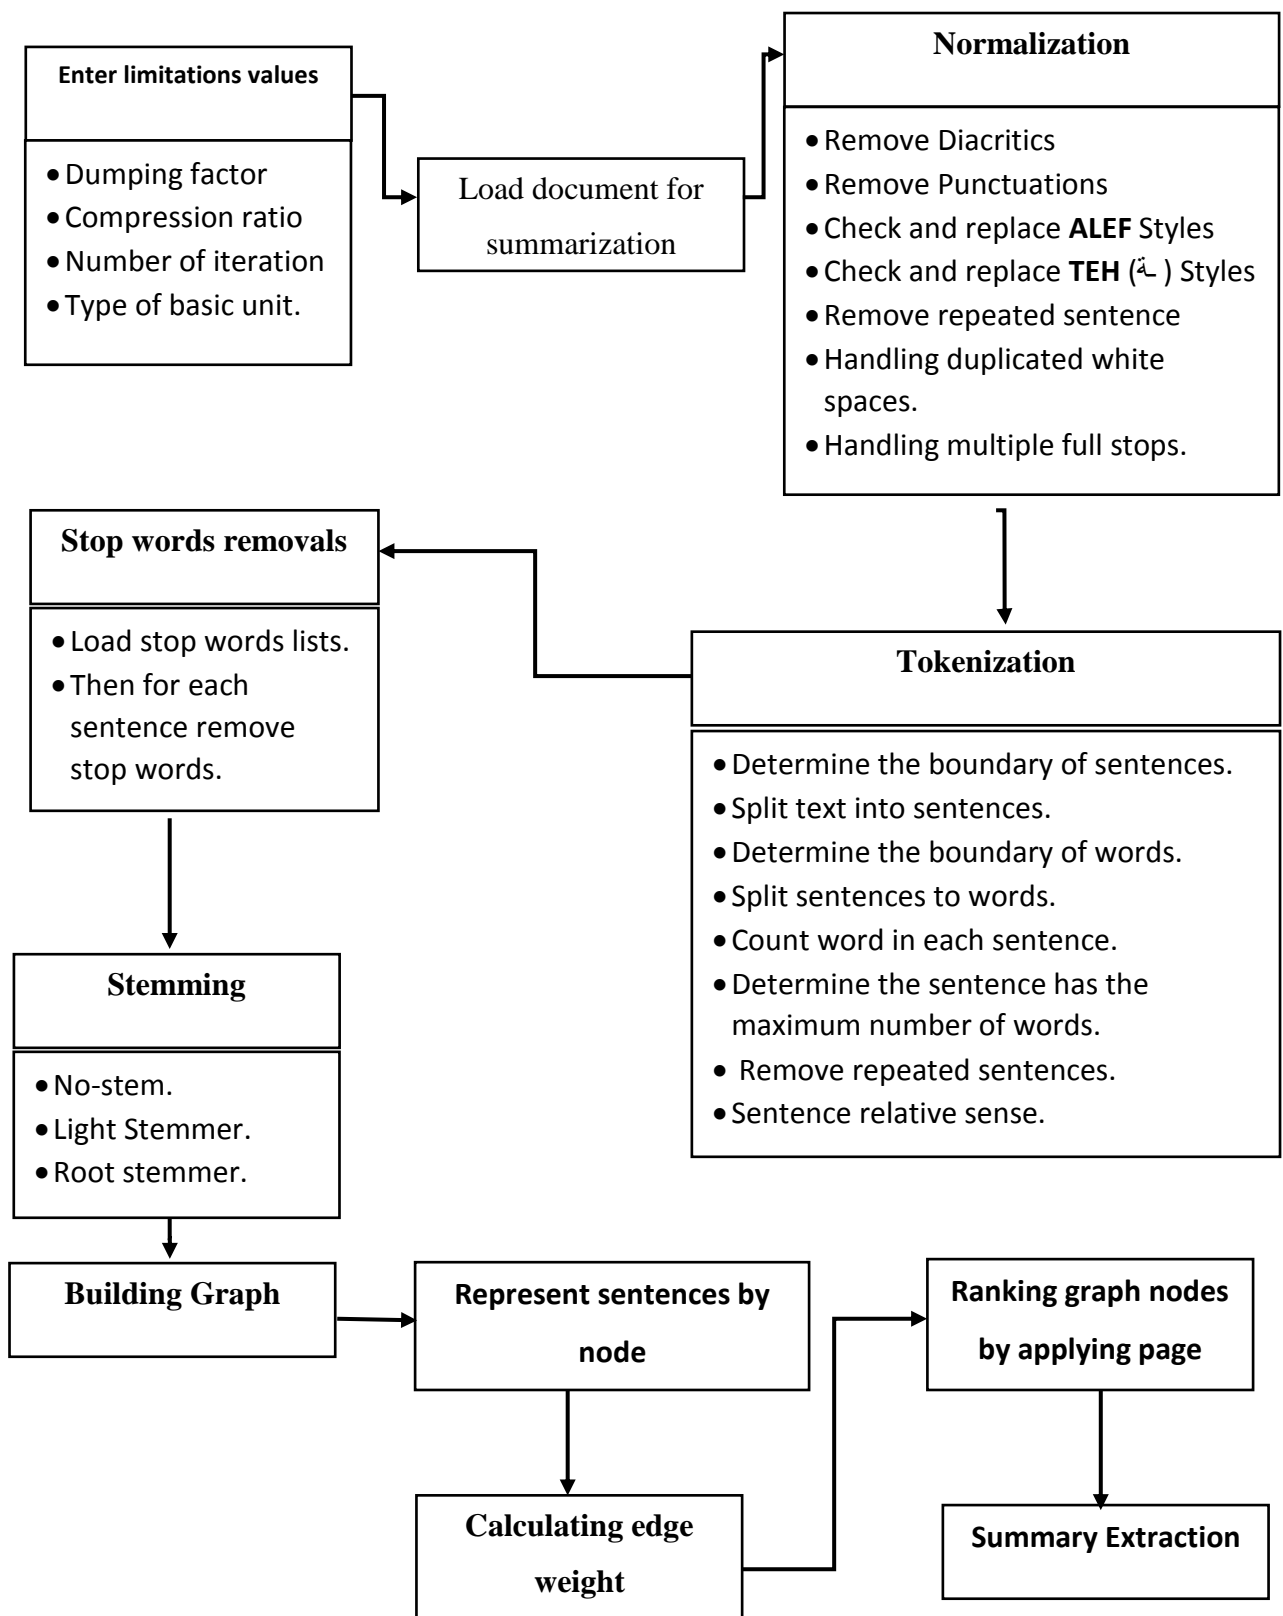 Enter limitations values
• Dumping factor
• Compression ratio
• Number of iteration
• Type of basic unit.
Load document for
summarization
Normalization
• Remove Diacritics
• Remove Punctuations
• Check and replace ALEF Styles
• Check and replace TEH (ـة ) Styles
• Remove repeated sentence
• Handling duplicated white
spaces.
• Handling multiple full stops.
Tokenization
• Determine the boundary of sentences.
• Split text into sentences.
• Determine the boundary of words.
• Split sentences to words.
• Count word in each sentence.
• Determine the sentence has the
maximum number of words.
• Remove repeated sentences.
• Sentence relative sense.
Stop words removals
• Load stop words lists.
• Then for each
sentence remove
stop words.
Stemming
• No-stem.
• Light Stemmer.
• Root stemmer.
Building Graph
Represent sentences by
node
Calculating edge
weight
Ranking graph nodes
by applying page
Summary Extraction